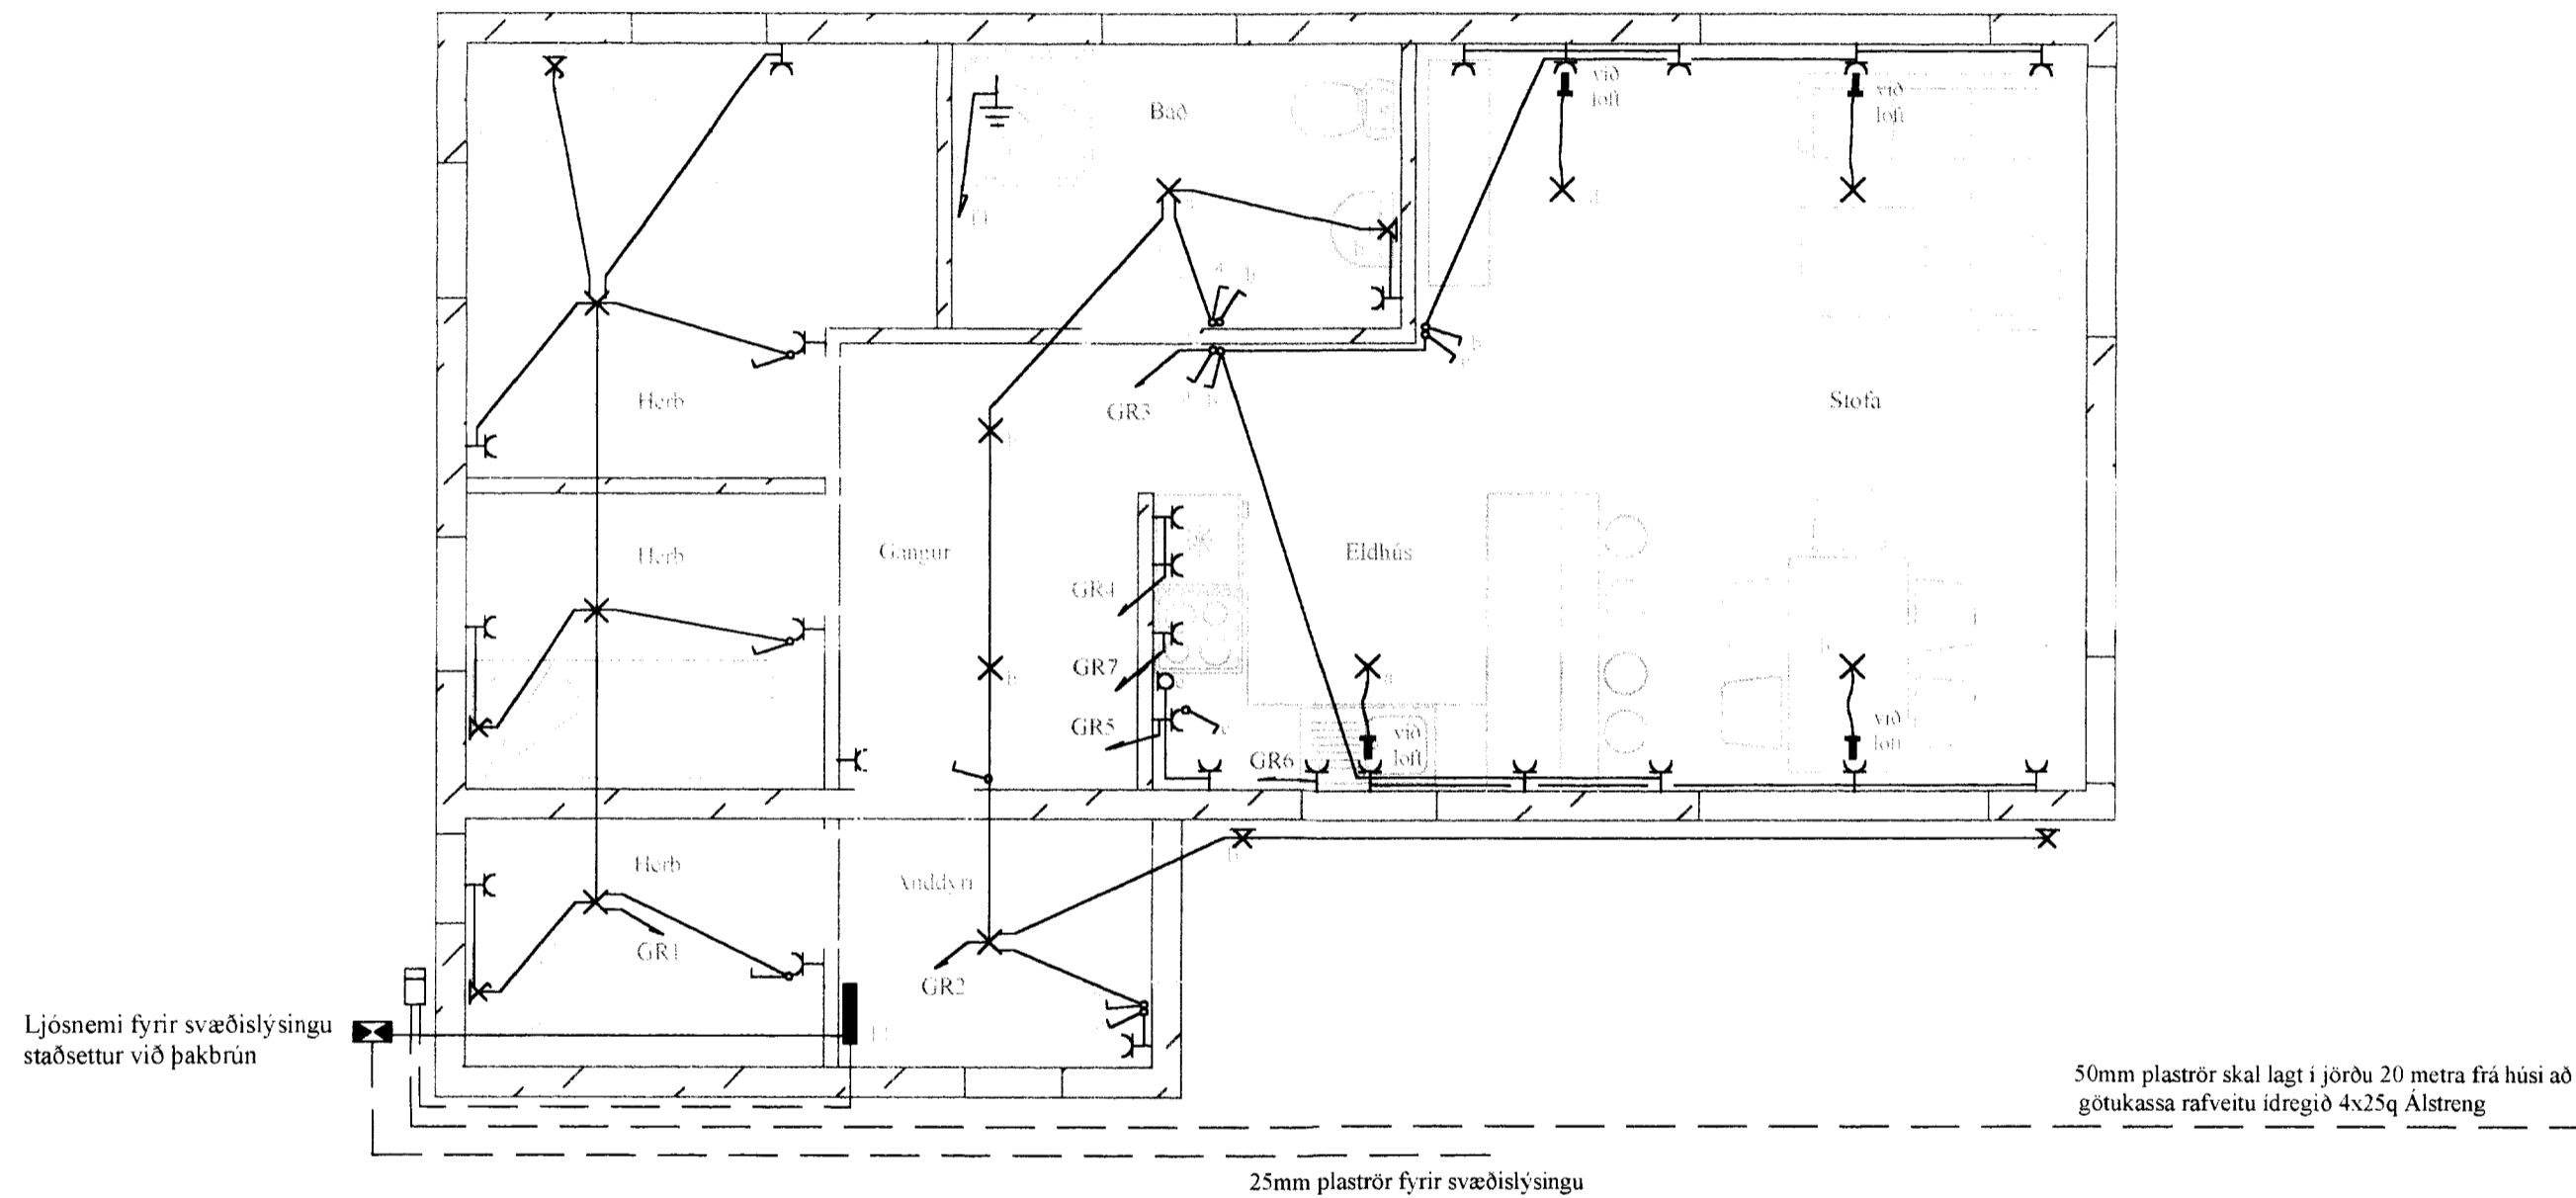 Bað
við
loft
við
loft
Herb
GR3
Stofa
Herb
Gangur
Eldhús
GR4
GR7
GR5
GR6
við
loft
við
loft
Herb
Anddyri
GR1
GR2
Ljósnemi fyrir svæðislýsingu
staðsettur við þakbrún
50mm plaströr skal lagt í jörðu 20 metra frá húsi að
götukassa rafveitu ídregið 4x25q Álstreng
25mm plaströr fyrir svæðislýsingu